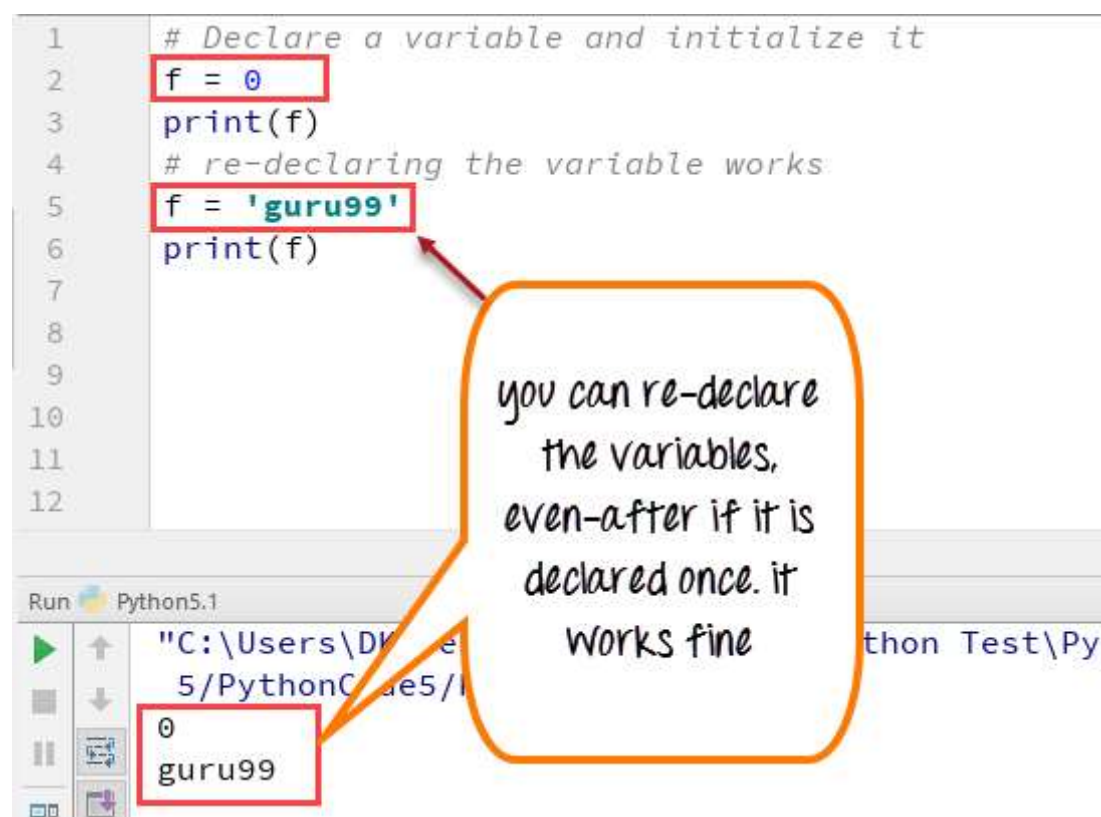 1 # Declare a variable and initialize it
2 f = 0
3 print(f)
4 # re-declaring the variable works
5 f = 'guru99'
6 print(f)
7
8
9
10
11
12
you can re-declare
the variables,
even-after if it is
declared once. it
works fine
Run Python5.1
"C:\Users\DK thon Test\Py
5/PythonC de5/
0
guru99